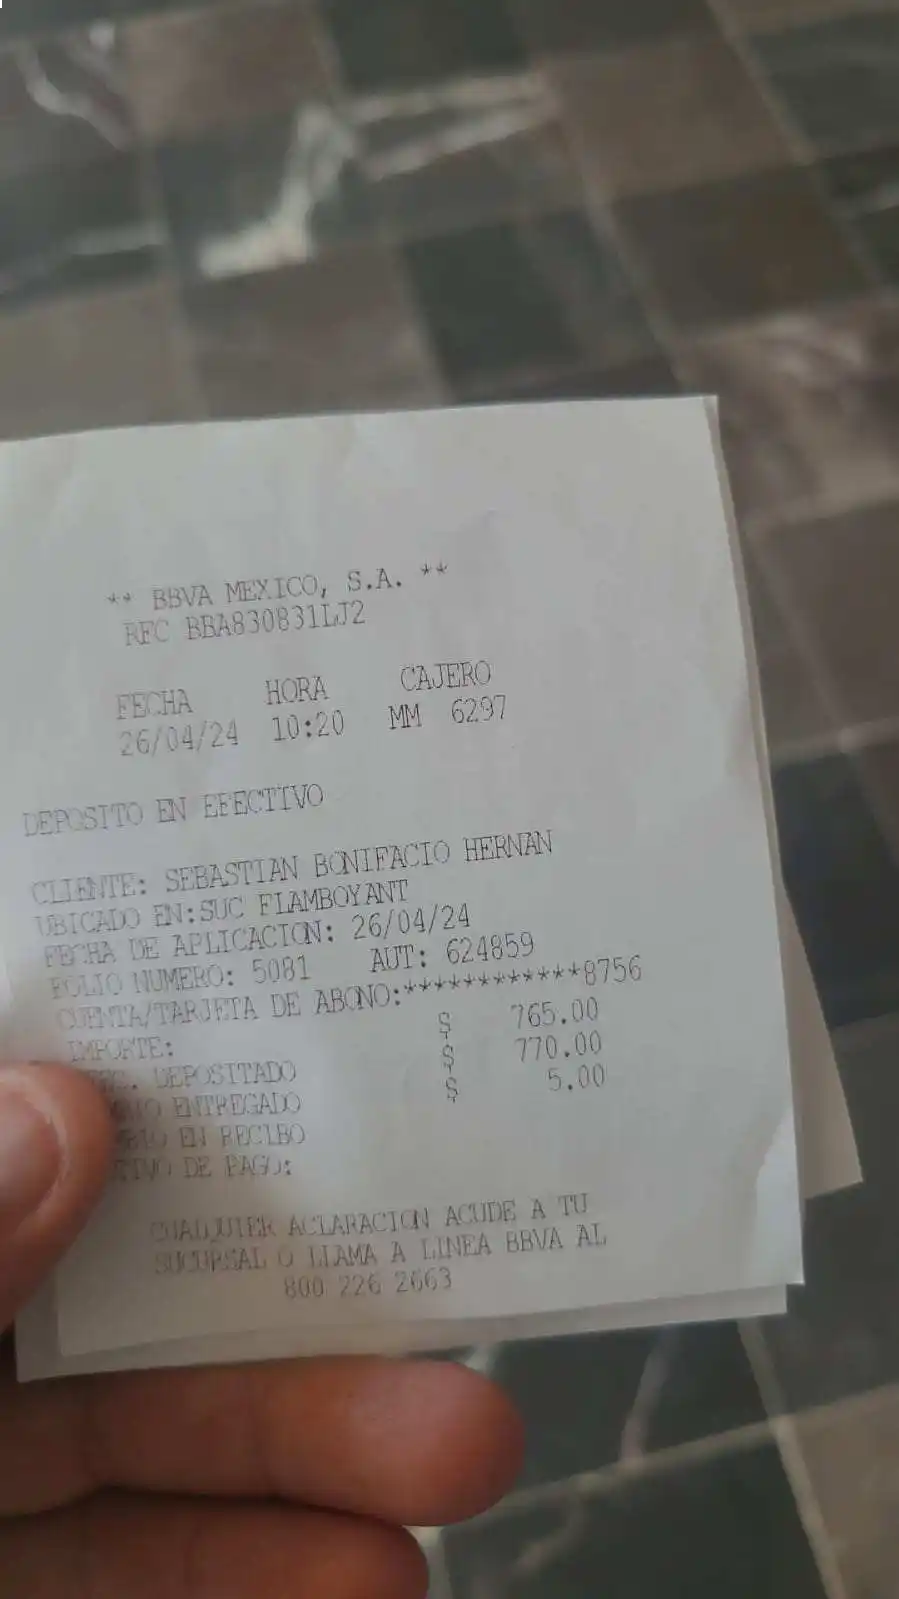 ** BBVA MEXICO, S.A. **
RFC BBA830831LJ2
FECHA HORA CAJERO
26/04/24 10:20 MM 6297
DEPOSITO EN EFECTIVO
CLIENTE: SEBASTIAN BONIFACIO HERNAN
UBICADO EN:SUC FLAMBOYANT
FECHA DE APLICACION: 26/04/24
FOLIO NUMERO: 5081 AUT: 624859
CUENTA/TARJETA DE ABONO:************8756
IMPORTE: $ 765.00
DEPOSITADO $ 770.00
ENTREGADO $ 5.00
EN RECIBO
DE PAGO:
CUALQUIER ACLARACION ACUDE A TU
SUCURSAL O LLAMA A LINEA BBVA AL
800 226 2663